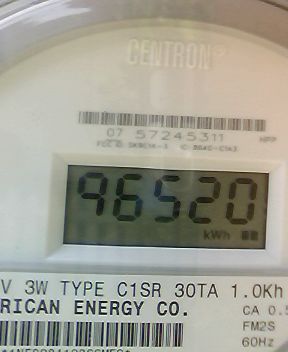 CENTRON®
07 57245311
96520
kWh
V 3W TYPE C1SR 30TA 1.0Kh
RICAN ENERGY CO.
CA 0.5
FM2S
60Hz